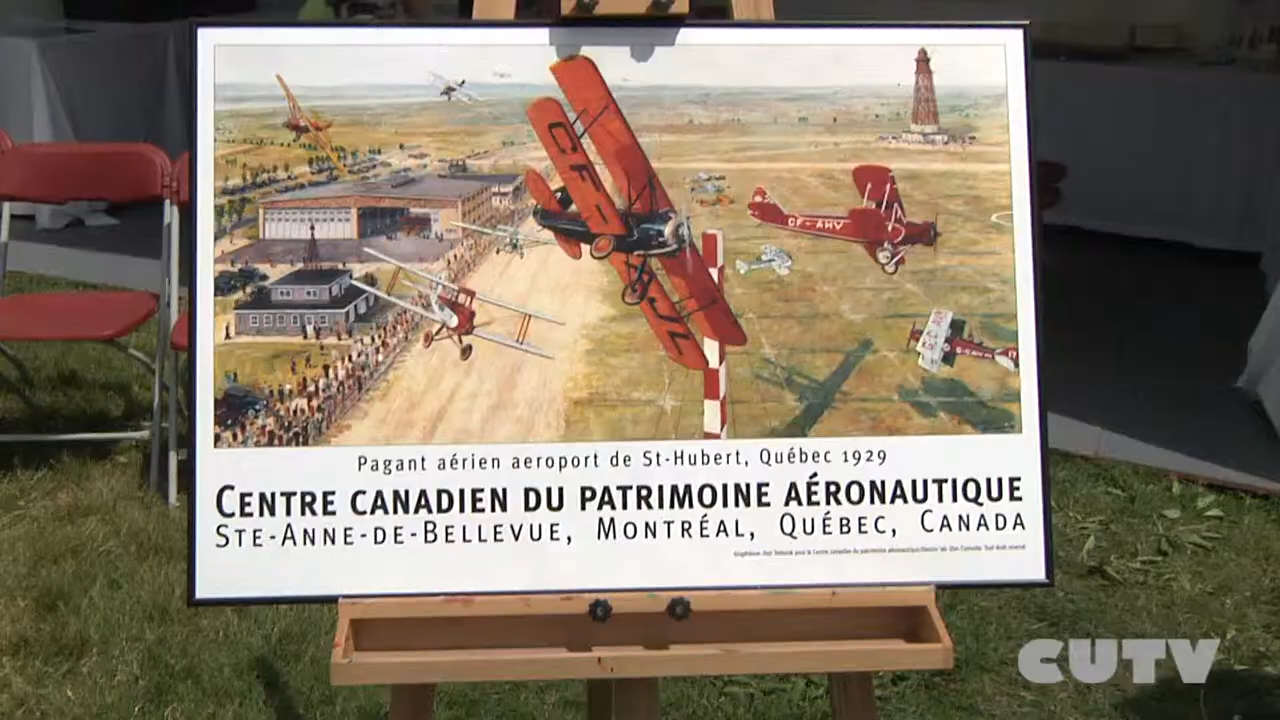 CF-
JL
CF-AHV
Pagant aérien aeroport de St-Hubert, Québec 1929
CENTRE CANADIEN DU PATRIMOINE AÉRONAUTIQUE
STE-ANNE-DE-BELLEVUE, MONTRÉAL, QUÉBEC, CANADA
CUTV